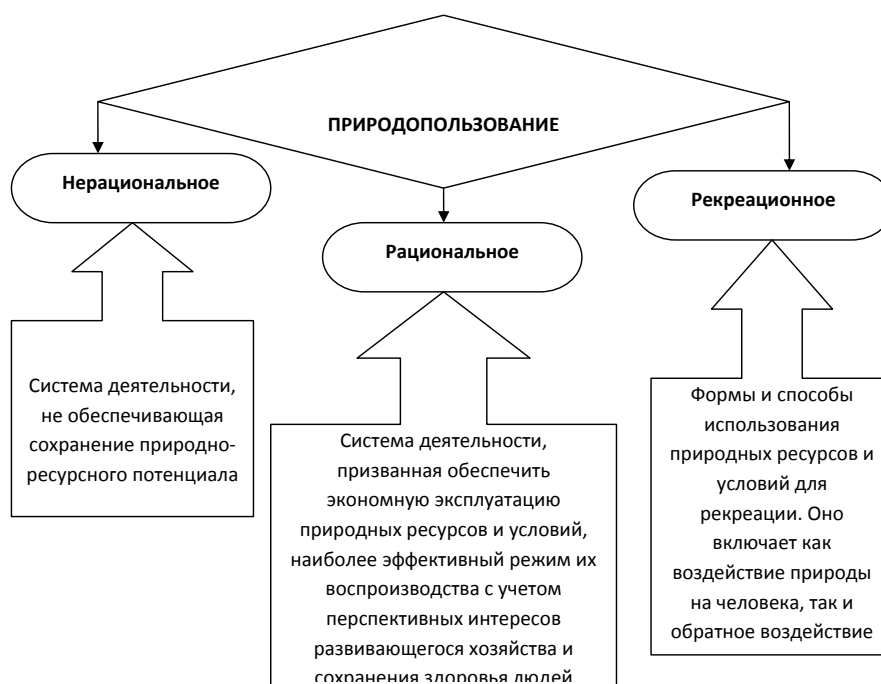 ПРИРОДОПОЛЬЗОВАНИЕ
Нерациональное
Рациональное
Рекреационное
Система деятельности,
не обеспечивающая
сохранение природно-
ресурсного потенциала
Система деятельности,
призванная обеспечить
экономную эксплуатацию
природных ресурсов и условий,
наиболее эффективный режим их
воспроизводства с учетом
перспективных интересов
развивающегося хозяйства и
сохранения здоровья людей
Формы и способы
использования
природных ресурсов и
условий для
рекреации. Оно
включает как
воздействие природы
на человека, так и
обратное воздействие